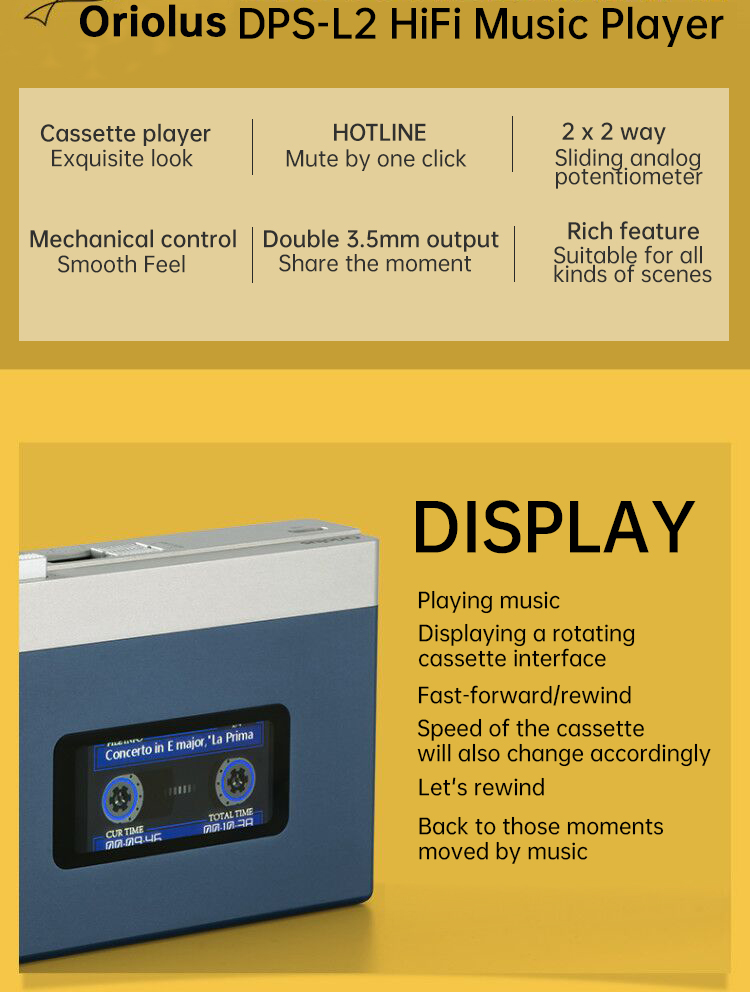 Oriolus DPS-L2 HiFi Music Player
Cassette player
Exquisite look
HOTLINE
Mute by one click
2 x 2 way
Sliding analog
potentiometer
Mechanical control
Smooth Feel
Double 3.5mm output
Share the moment
Rich feature
Suitable for all
kinds of scenes
DISPLAY
Playing music
Displaying a rotating
cassette interface
Fast-forward/rewind
Speed of the cassette
will also change accordingly
Let's rewind
Back to those moments
moved by music
Oriolus
Concerto in E major,"La Prima
CUR TIME
TOTAL TIME
00:09:46
00:10:38